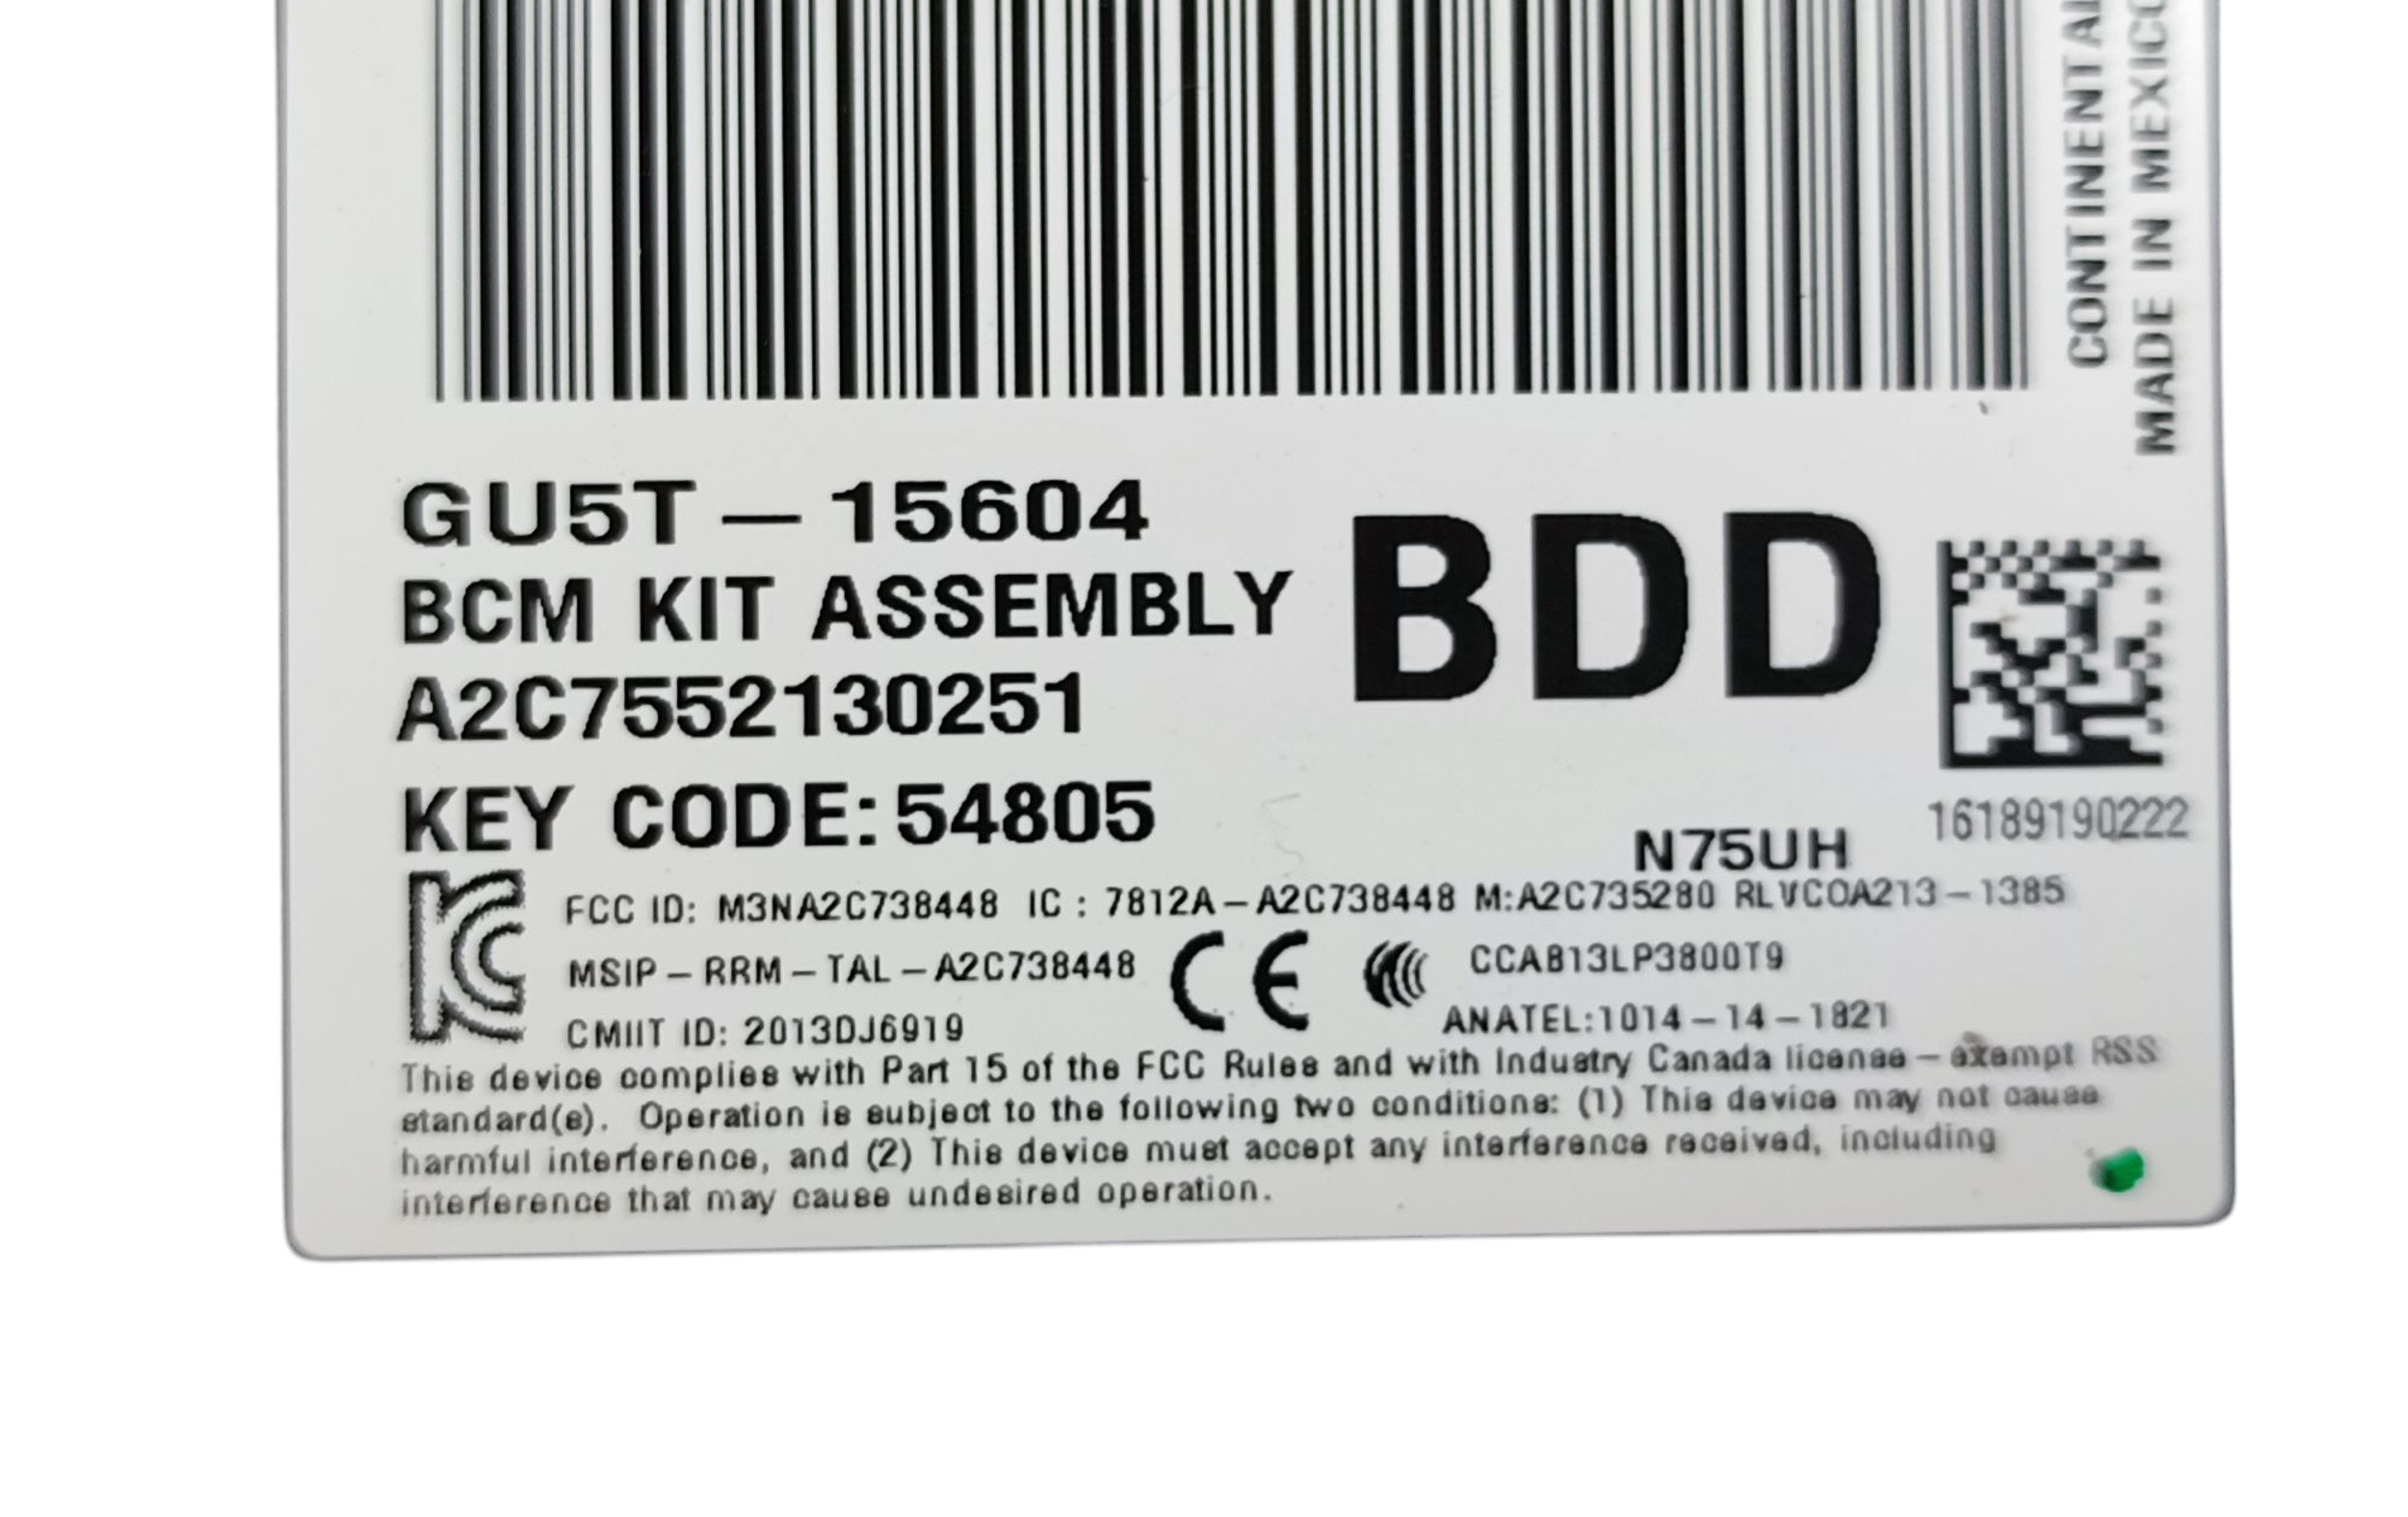 CONTINENTAL
MADE IN MEXICO
GU5T — 15604
BDD
BCM KIT ASSEMBLY
A2C7552130251
KEY CODE: 54805
16189190222
N75UH
FCC ID: M3NA2C738448 IC : 7812A–A2C738448 M:A2C735280 RLVCOA213–1385
MSIP – RRM – TAL – A2C738448 CE CCAB13LP3800T9
CMIIT ID: 2013DJ6919 ANATEL:1014–14–1821
This device complies with Part 15 of the FCC Rules and with Industry Canada license – exempt RSS
standard(s). Operation is subject to the following two conditions: (1) This device may not cause
harmful interference, and (2) This device must accept any interference received, including
interference that may cause undesired operation.